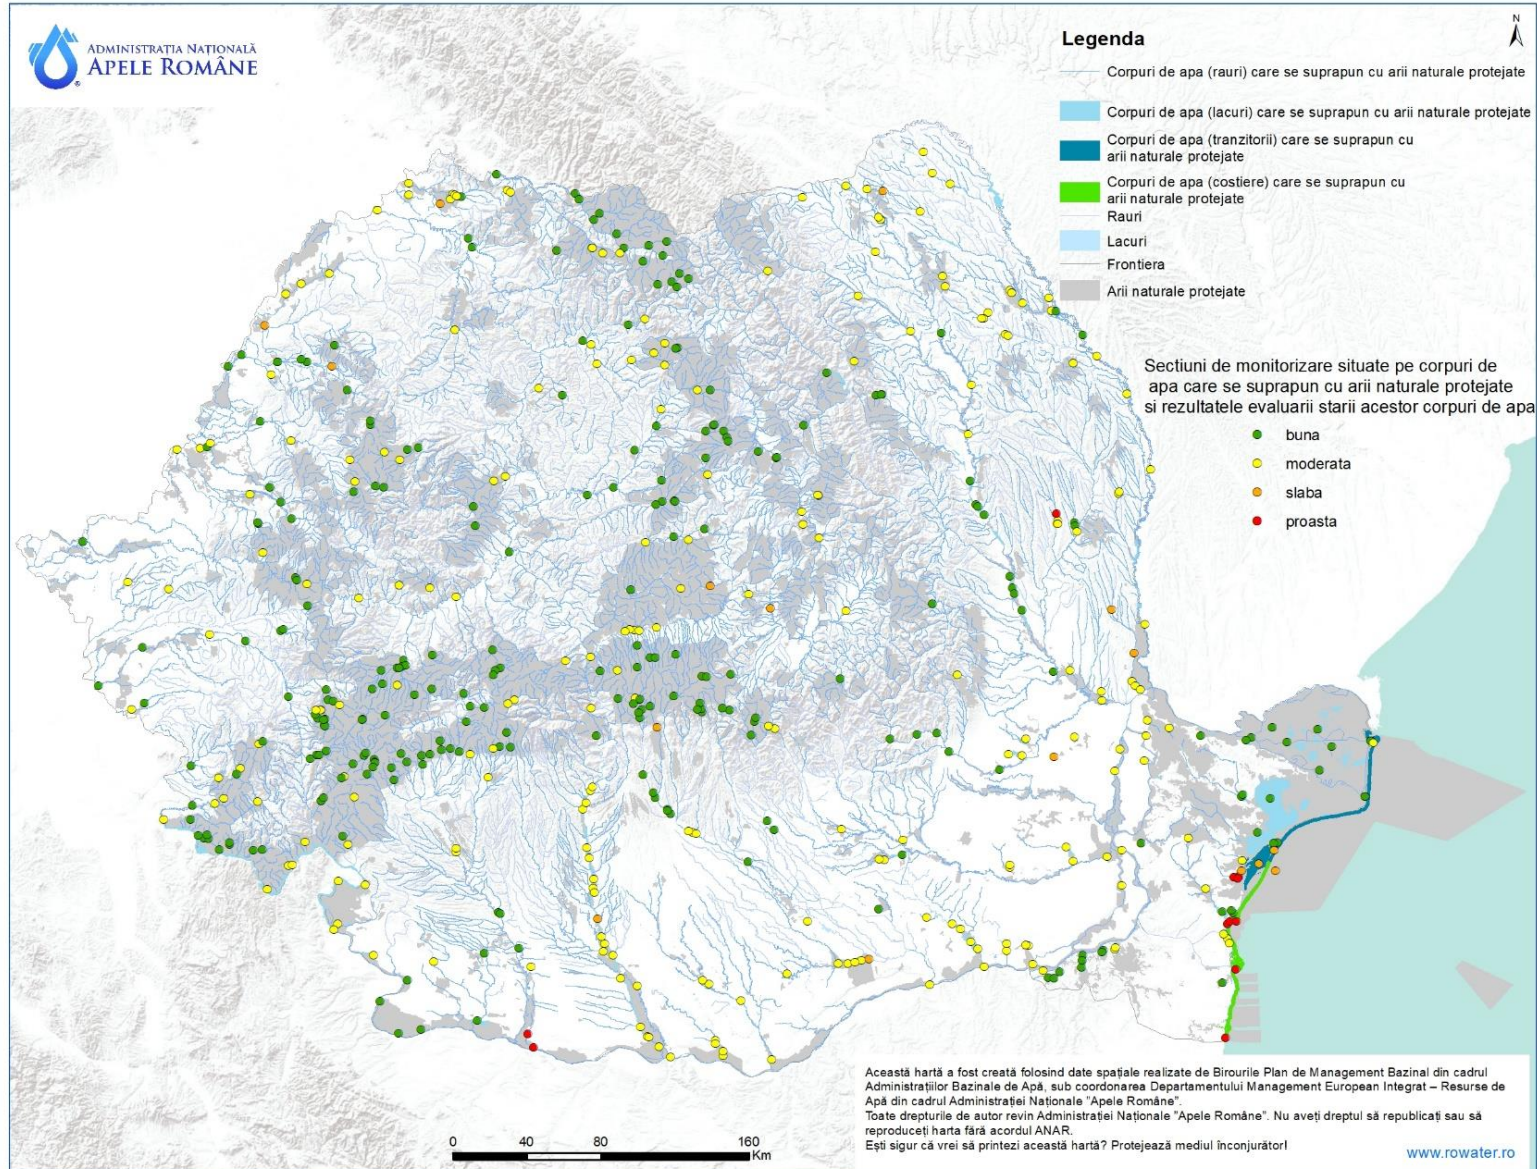 ADMINISTRAȚIA NAȚIONALĂ
APELE ROMÂNE
®
N
Legenda
Corpuri de apa (rauri) care se suprapun cu arii naturale protejate
Corpuri de apa (lacuri) care se suprapun cu arii naturale protejate
Corpuri de apa (tranzitorii) care se suprapun cu
arii naturale protejate
Corpuri de apa (costiere) care se suprapun cu
arii naturale protejate
Rauri
Lacuri
Frontiera
Arii naturale protejate
Sectiuni de monitorizare situate pe corpuri de
apa care se suprapun cu arii naturale protejate
si rezultatele evaluarii starii acestor corpuri de apa
buna
moderata
slaba
proasta
Această hartă a fost creată folosind date spațiale realizate de Birourile Plan de Management Bazinal din cadrul
Administrațiilor Bazinale de Apă, sub coordonarea Departamentului Management European Integrat – Resurse de
Apă din cadrul Administrației Naționale "Apele Române".
Toate drepturile de autor revin Administrației Naționale "Apele Române". Nu aveți dreptul să republicați sau să
reproduceți harta fără acordul ANAR.
Ești sigur că vrei să printezi această hartă? Protejează mediul înconjurător!
0 40 80 160
Km
www.rowater.ro